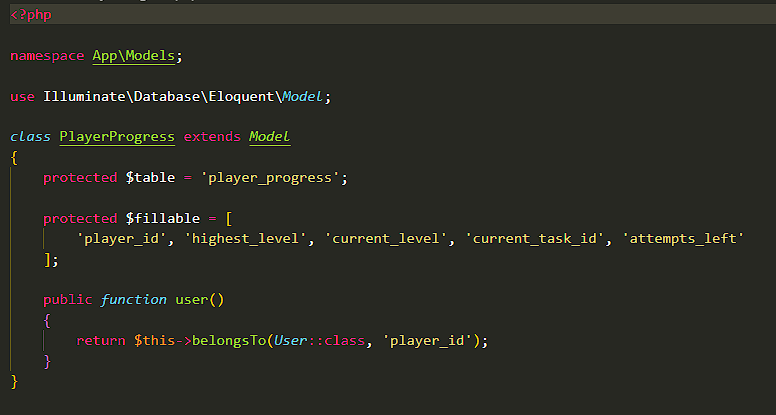 <?php
namespace App\Models;
use Illuminate\Database\Eloquent\Model;
class PlayerProgress extends Model
{
protected $table = 'player_progress';
protected $fillable = [
'player_id', 'highest_level', 'current_level', 'current_task_id', 'attempts_left'
];
public function user()
{
return $this->belongsTo(User::class, 'player_id');
}
}